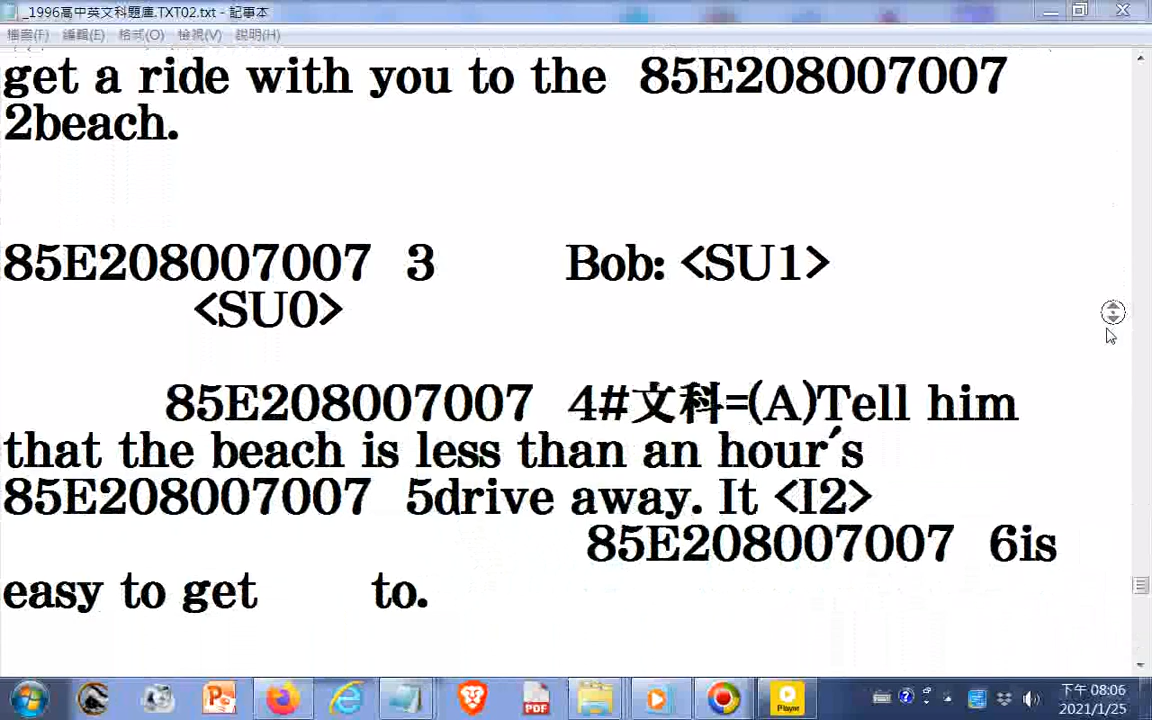 _1996高中英文科題庫.TXT02.txt - 記事本
檔案(F) 編輯(E) 格式(O) 檢視(V) 說明(H)
get a ride with you to the 85E208007007
2beach.
85E208007007 3 Bob: <SU1>
<SU0>
85E208007007 4#文科=(A)Tell him
that the beach is less than an hour´s
85E208007007 5drive away. It <I2>
85E208007007 6is
easy to get to.
PDF
Player
下午 08:06
2021/1/25